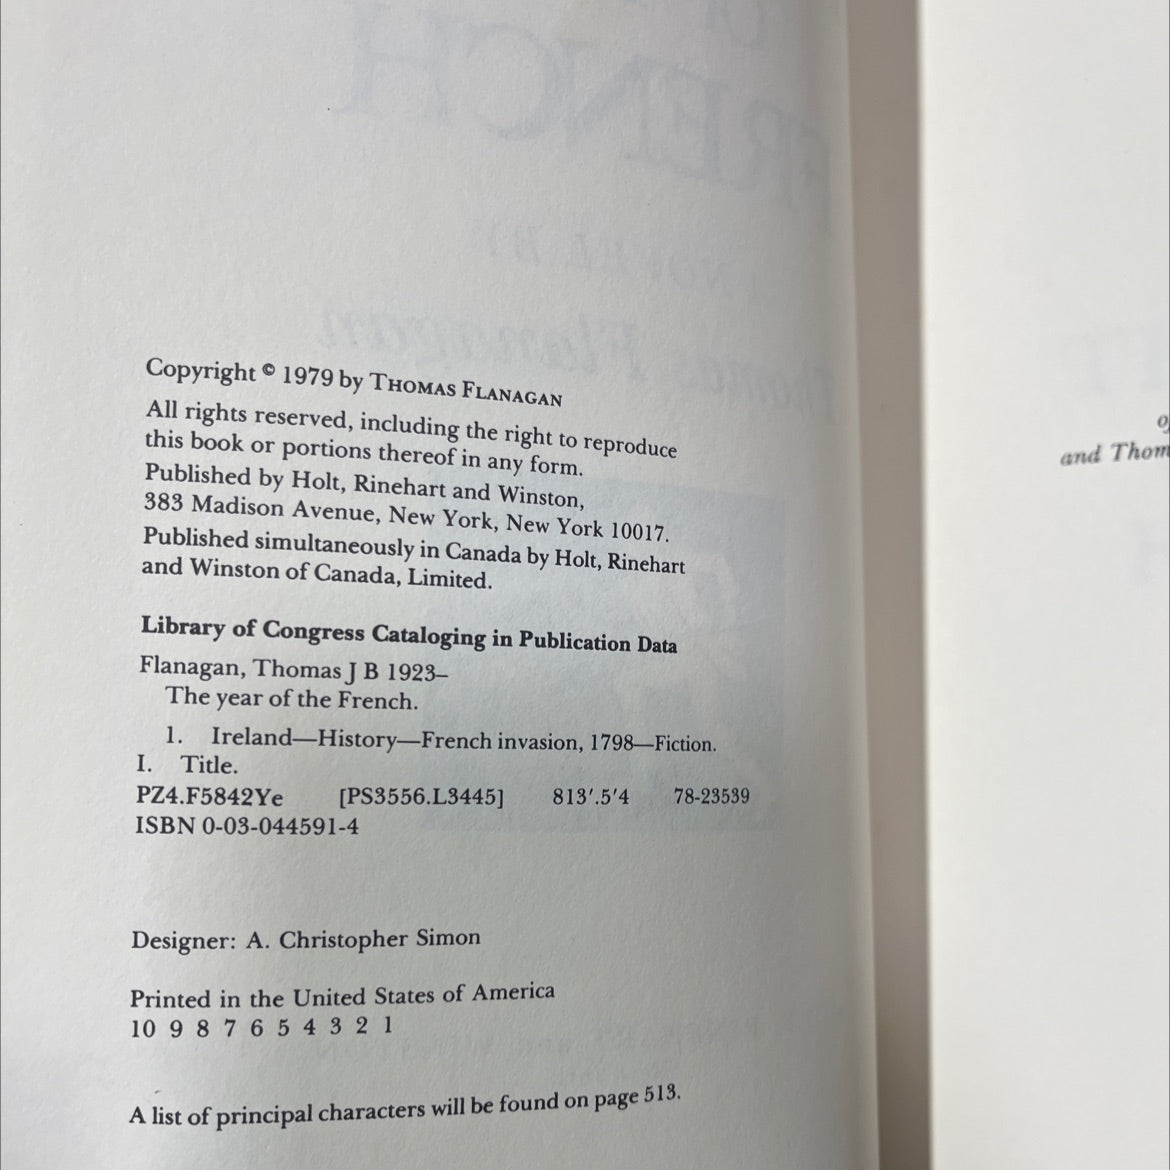 Copyright © 1979 by THOMAS FLANAGAN
All rights reserved, including the right to reproduce
this book or portions thereof in any form.
Published by Holt, Rinehart and Winston,
383 Madison Avenue, New York, New York 10017.
Published simultaneously in Canada by Holt, Rinehart
and Winston of Canada, Limited.
Library of Congress Cataloging in Publication Data
Flanagan, Thomas J B 1923–
The year of the French.
1. Ireland—History—French invasion, 1798—Fiction.
I. Title.
PZ4.F5842Ye [PS3556.L3445] 813'.5'4 78-23539
ISBN 0-03-044591-4
Designer: A. Christopher Simon
Printed in the United States of America
10 9 8 7 6 5 4 3 2 1
A list of principal characters will be found on page 513.
and Thom